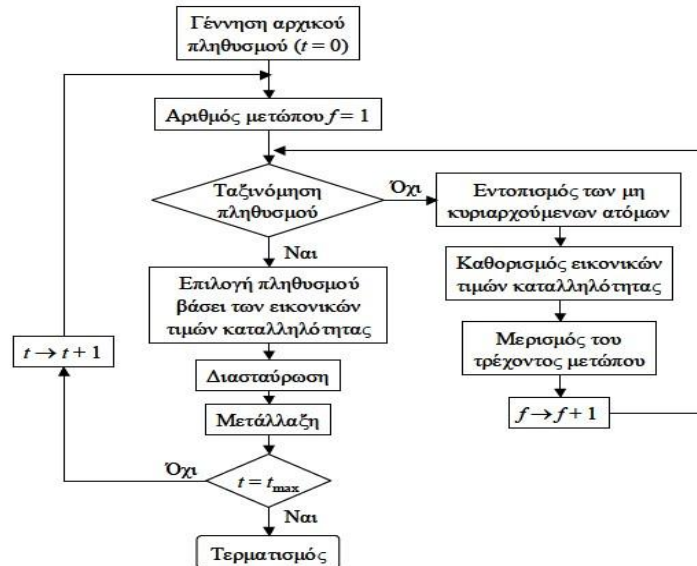 Γέννηση αρχικού
πληθυσμού (t = 0)
Αριθμός μετώπου f = 1
Ταξινόμηση
πληθυσμού
Όχι
Εντοπισμός των μη
κυριαρχούμενων ατόμων
Ναι
Καθορισμός εικονικών
τιμών καταλληλότητας
Επιλογή πληθυσμού
βάσει των εικονικών
τιμών καταλληλότητας
Μερισμός του
τρέχοντος μετώπου
t → t + 1
Διασταύρωση
f → f + 1
Μετάλλαξη
Όχι
t = tmax
Ναι
Τερματισμός